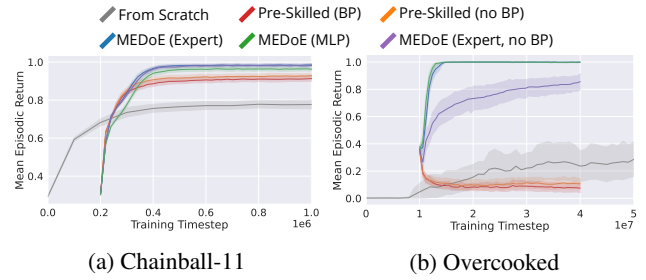 From Scratch Pre-Skilled (BP) Pre-Skilled (no BP)
MEDoE (Expert) MEDoE (MLP) MEDoE (Expert, no BP)
Mean Episodic Return
1.0
0.8
0.6
0.4
0.0 0.2 0.4 0.6 0.8 1.0
Training Timestep 1e6
(a) Chainball-11
Mean Episodic Return
1.0
0.8
0.6
0.4
0.2
0.0
0 1 2 3 4 5
Training Timestep 1e7
(b) Overcooked